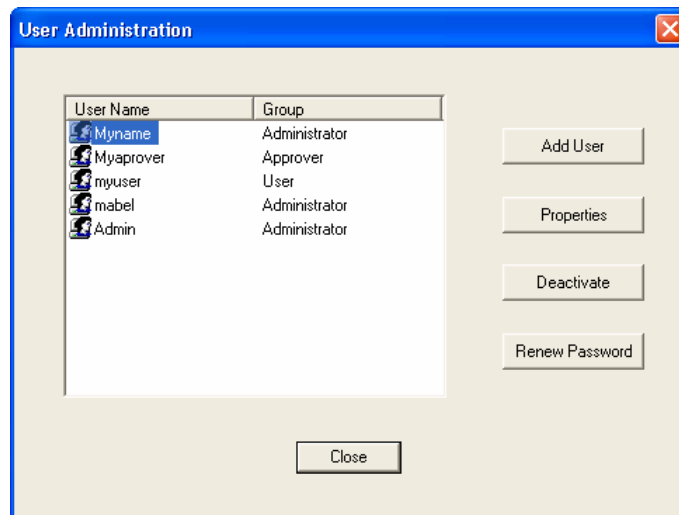 User Administration
User Name Group
Myname Administrator
Myaprover Approver
myuser User
mabel Administrator
Admin Administrator
Add User
Properties
Deactivate
Renew Password
Close